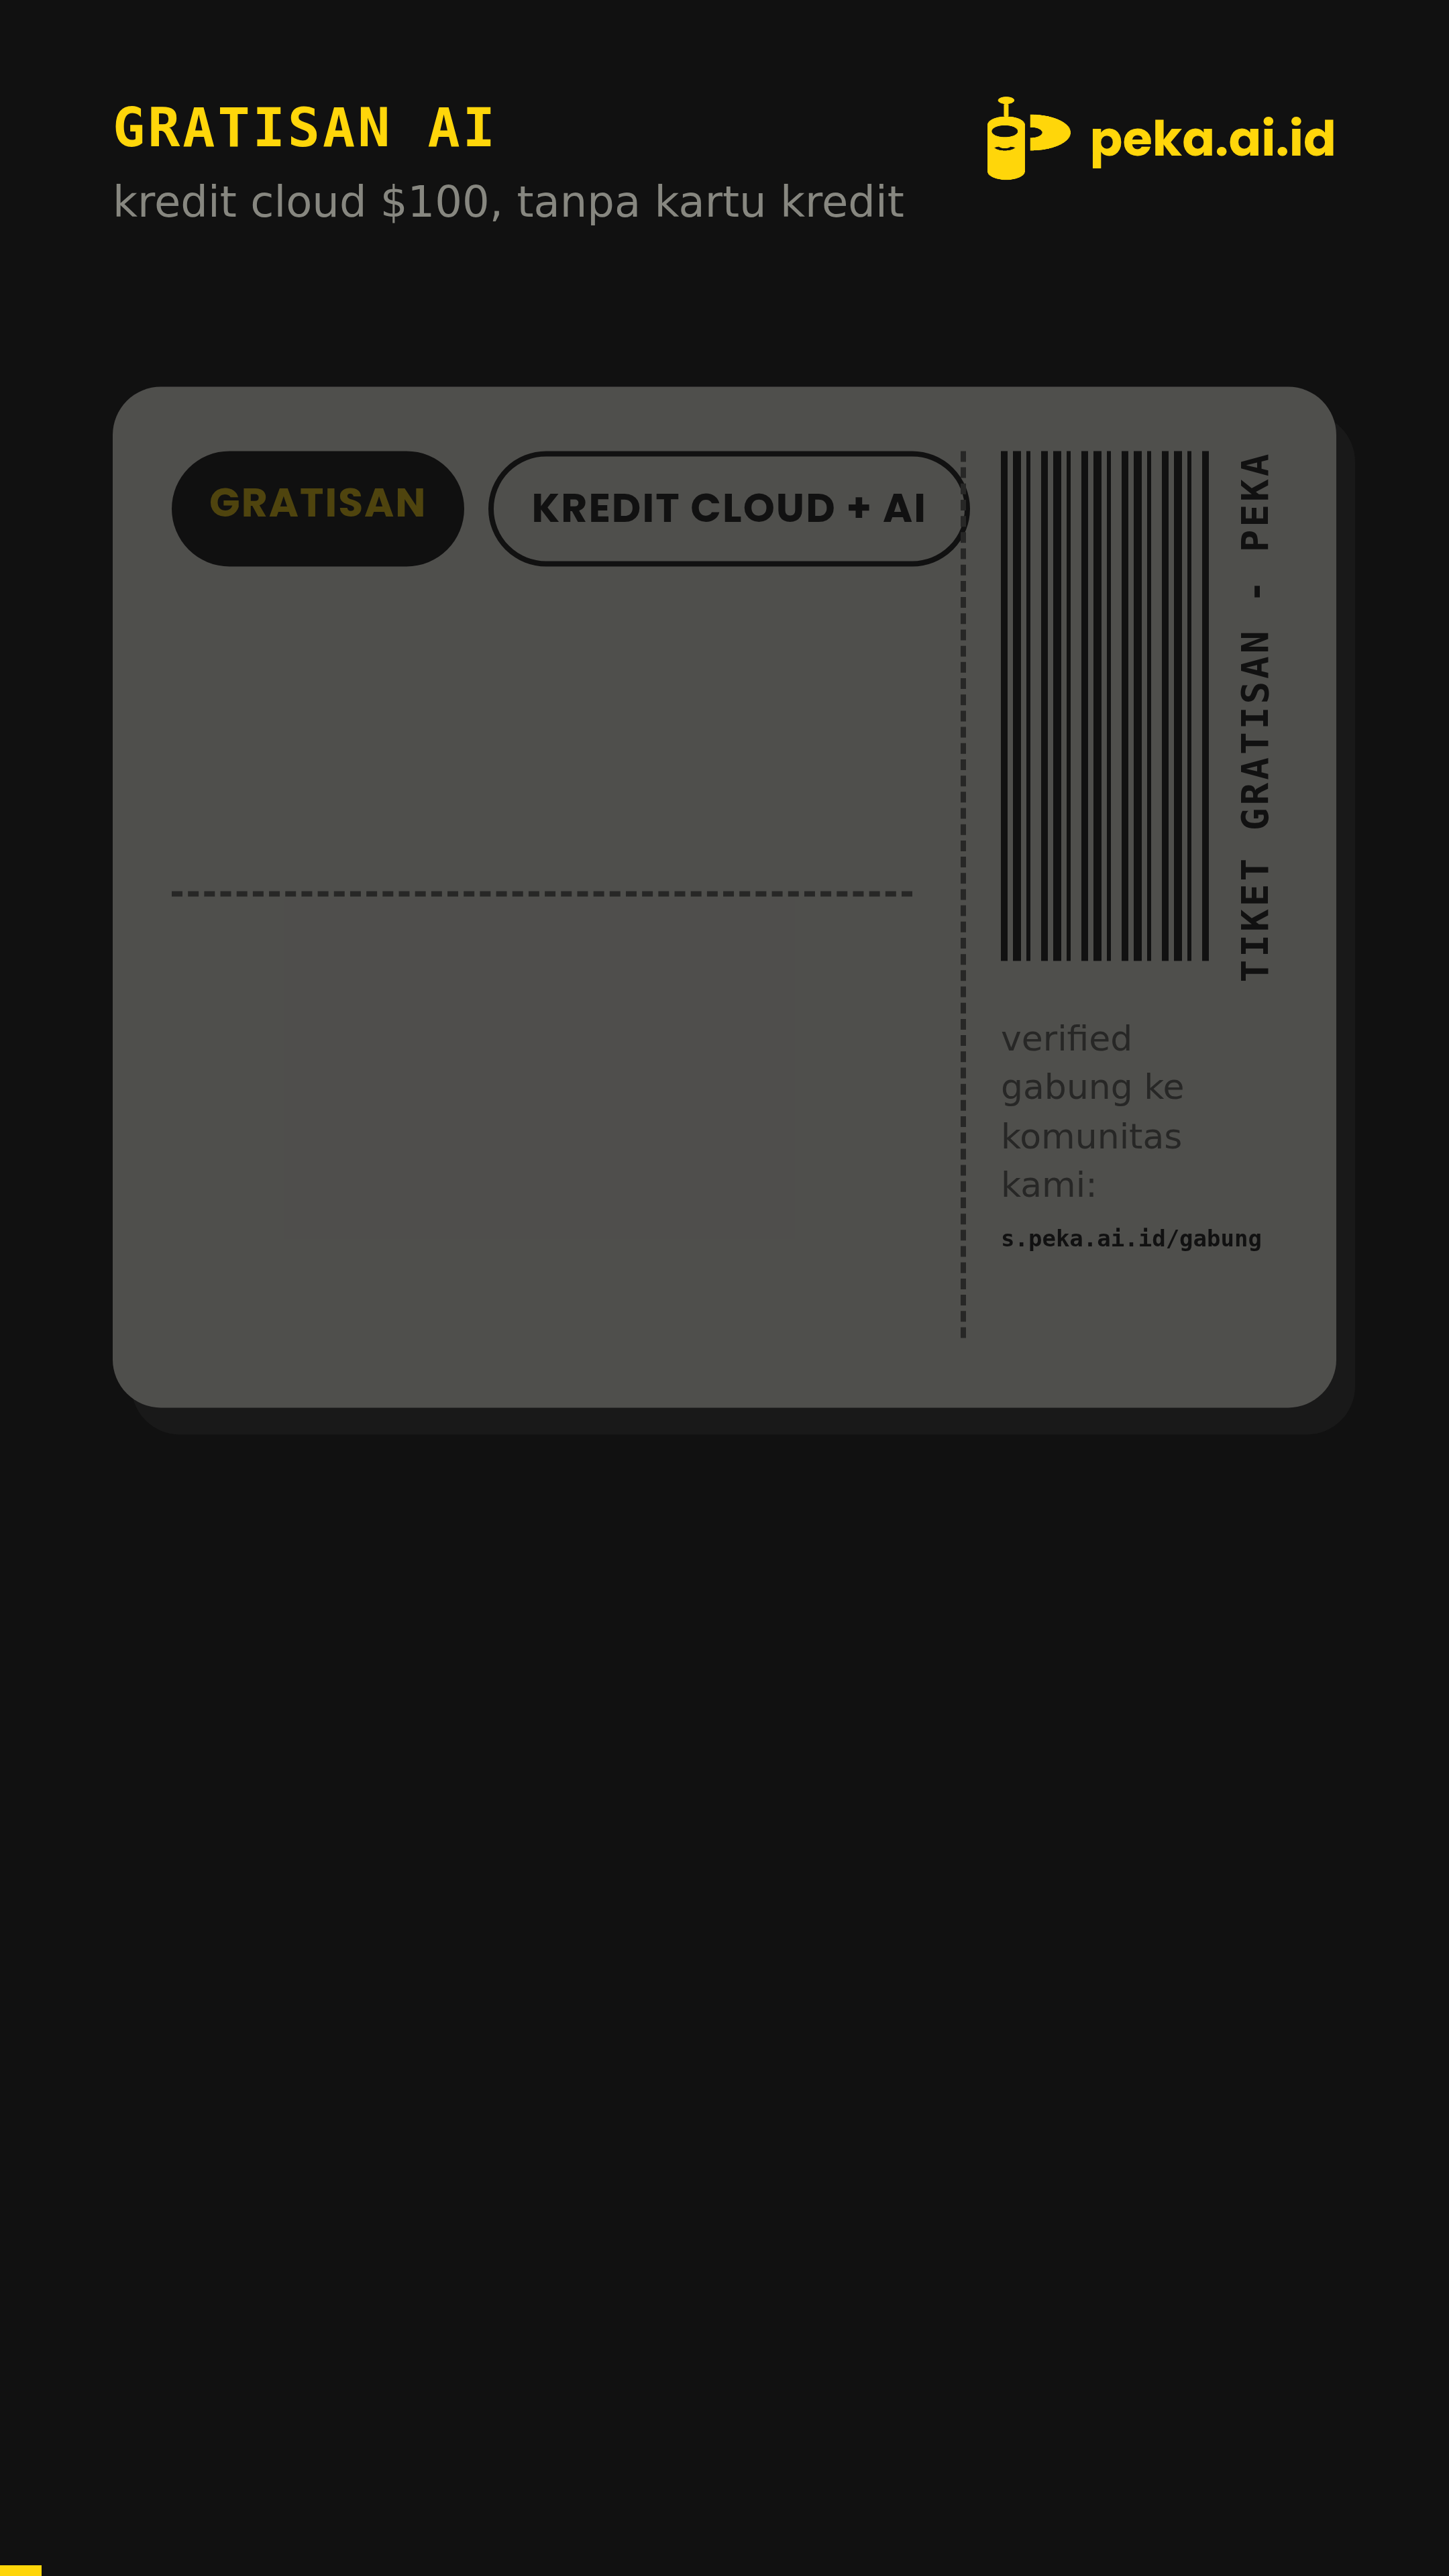 GRATISAN AI
kredit cloud $100, tanpa kartu kredit
peka.ai.id
GRATISAN
KREDIT CLOUD + AI
TIKET GRATISAN - PEKA
verified
gabung ke
komunitas
kami:
s.peka.ai.id/gabung